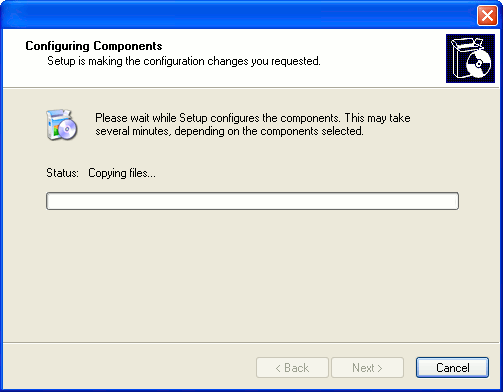 Configuring Components
Setup is making the configuration changes you requested.
Please wait while Setup configures the components. This may take
several minutes, depending on the components selected.
Status: Copying files...
< Back
Next >
Cancel